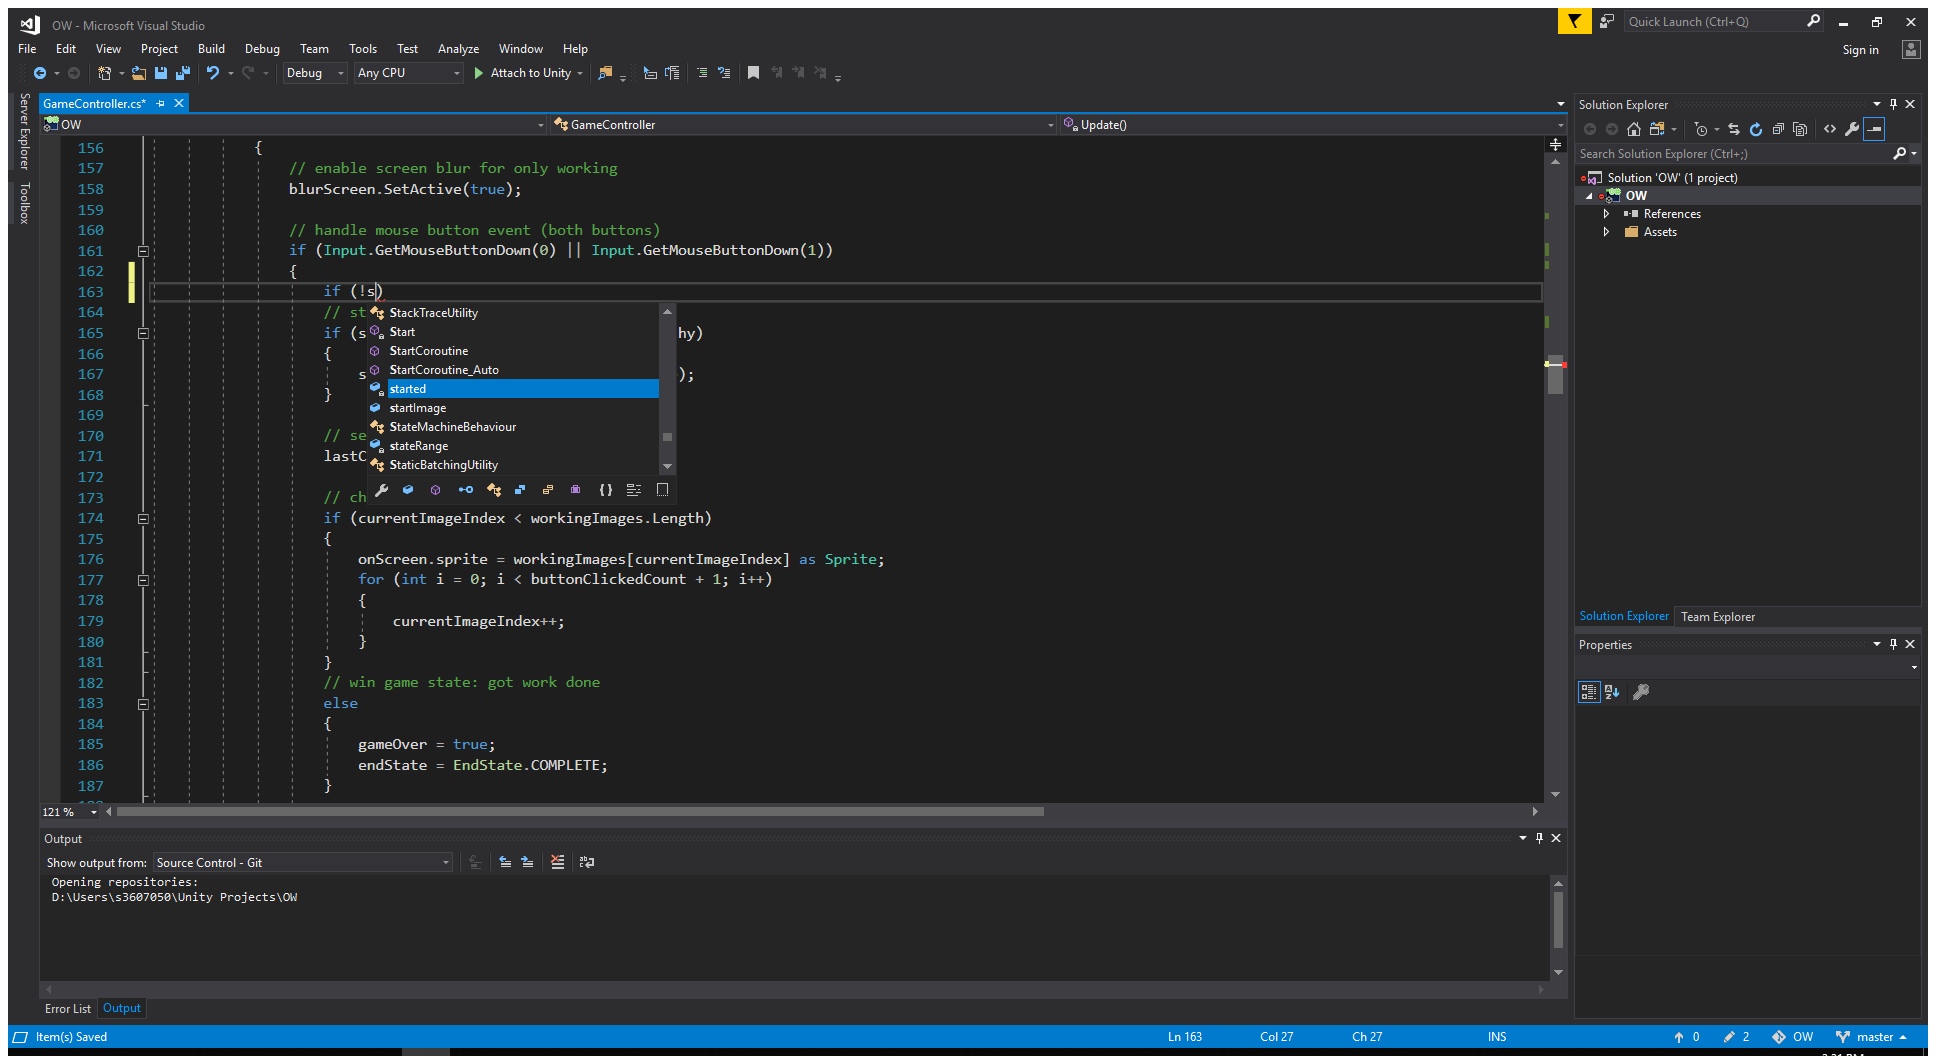 OW - Microsoft Visual Studio
Quick Launch (Ctrl+Q)
File Edit View Project Build Debug Team Tools Test Analyze Window Help
Sign in
Debug Any CPU Attach to Unity
Server Explorer
Toolbox
GameController.cs*
OW GameController Update()
156 {
157 // enable screen blur for only working
158 blurScreen.SetActive(true);
159
160 // handle mouse button event (both buttons)
161 if (Input.GetMouseButtonDown(0) || Input.GetMouseButtonDown(1))
162 {
163 if (!s)
164 // st
165 if (s hy)
166 {
167 s );
168 }
169
170 // se
171 lastC
172
173 // ch
174 if (currentImageIndex < workingImages.Length)
175 {
176 onScreen.sprite = workingImages[currentImageIndex] as Sprite;
177 for (int i = 0; i < buttonClickedCount + 1; i++)
178 {
179 currentImageIndex++;
180 }
181 }
182 // win game state: got work done
183 else
184 {
185 gameOver = true;
186 endState = EndState.COMPLETE;
187 }
StackTraceUtility
Start
StartCoroutine
StartCoroutine_Auto
started
startImage
StateMachineBehaviour
stateRange
StaticBatchingUtility
121 %
Output
Show output from: Source Control - Git
Opening repositories:
D:\Users\s3607050\Unity Projects\OW
Error List Output
Solution Explorer
Search Solution Explorer (Ctrl+;)
Solution 'OW' (1 project)
OW
References
Assets
Solution Explorer Team Explorer
Properties
Item(s) Saved Ln 163 Col 27 Ch 27 INS 0 2 OW master